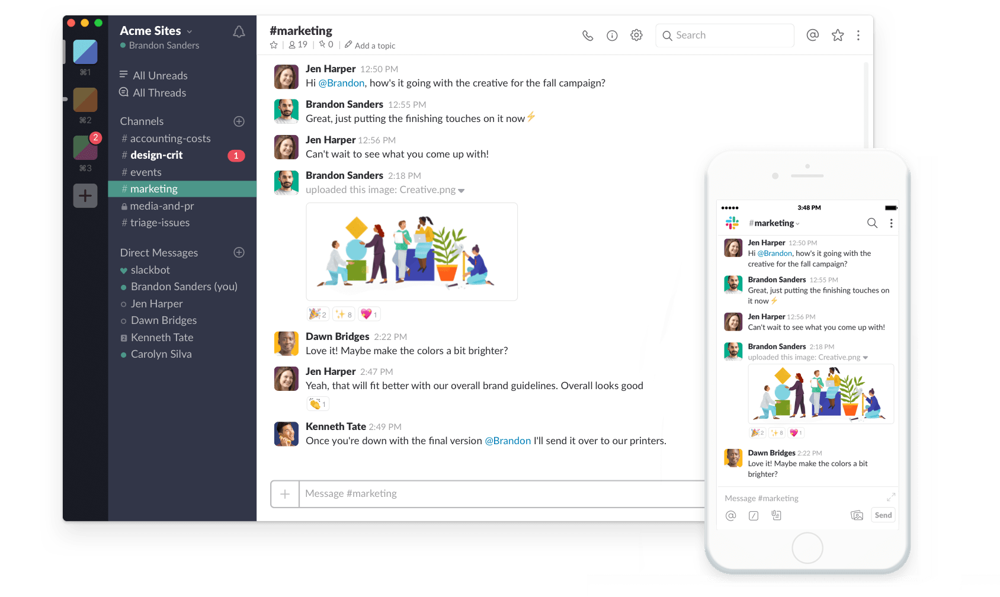 Acme Sites
Brandon Sanders
⌘1
⌘2
2
⌘3
All Unreads
All Threads
Channels
# accounting-costs
# design-crit 1
# events
# marketing
media-and-pr
# triage-issues
Direct Messages
slackbot
Brandon Sanders (you)
Jen Harper
Dawn Bridges
2 Kenneth Tate
Carolyn Silva
#marketing
19 | 0 | Add a topic
Search
Jen Harper 12:50 PM
Hi @Brandon, how's it going with the creative for the fall campaign?
Brandon Sanders 12:55 PM
Great, just putting the finishing touches on it now⚡
Jen Harper 12:56 PM
Can't wait to see what you come up with!
Brandon Sanders 2:18 PM
uploaded this image: Creative.png
🎉 2 ✨ 8 💖 1
Dawn Bridges 2:22 PM
Love it! Maybe make the colors a bit brighter?
Jen Harper 2:47 PM
Yeah, that will fit better with our overall brand guidelines. Overall looks good
👏 1
Kenneth Tate 2:49 PM
Once you're down with the final version @Brandon I'll send it over to our printers.
Message #marketing
3:48 PM
#marketing
Jen Harper 12:50 PM
Hi @Brandon, how's it going with the
creative for the fall campaign?
Brandon Sanders 12:55 PM
Great, just putting the finishing touches on
it now ⚡
Jen Harper 12:56 PM
Can't wait to see what you come up with!
Brandon Sanders 2:18 PM
uploaded this image: Creative.png
🎉 2 ✨ 8 💖 1
Dawn Bridges 2:22 PM
Love it! Maybe make the colors a bit
brighter?
Message #marketing
Send